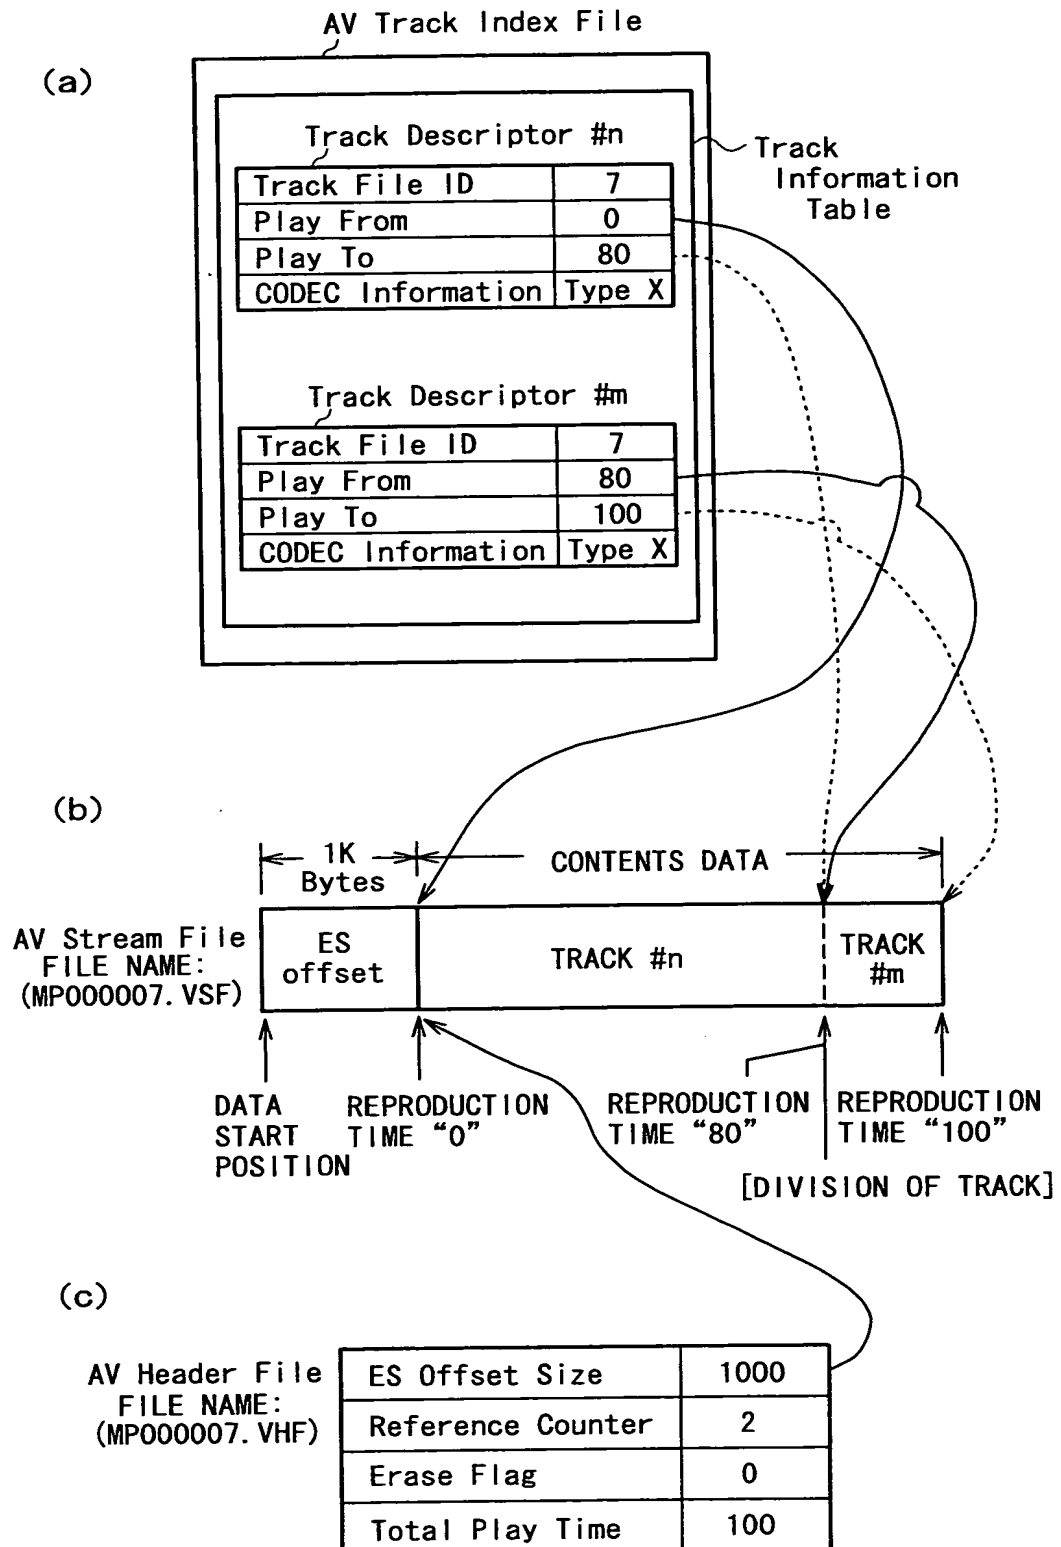 AV Track Index File
(a)
Track Descriptor #n
Track File ID 7
Play From 0
Play To 80
CODEC Information Type X
Track
Information
Table
Track Descriptor #m
Track File ID 7
Play From 80
Play To 100
CODEC Information Type X
(b)
1K
Bytes
CONTENTS DATA
AV Stream File
FILE NAME:
(MP000007.VSF)
ES
offset
TRACK #n
TRACK
#m
DATA
START
POSITION
REPRODUCTION
TIME “0”
REPRODUCTION
TIME “80”
REPRODUCTION
TIME “100”
[DIVISION OF TRACK]
(c)
AV Header File
FILE NAME:
(MP000007.VHF)
ES Offset Size 1000
Reference Counter 2
Erase Flag 0
Total Play Time 100